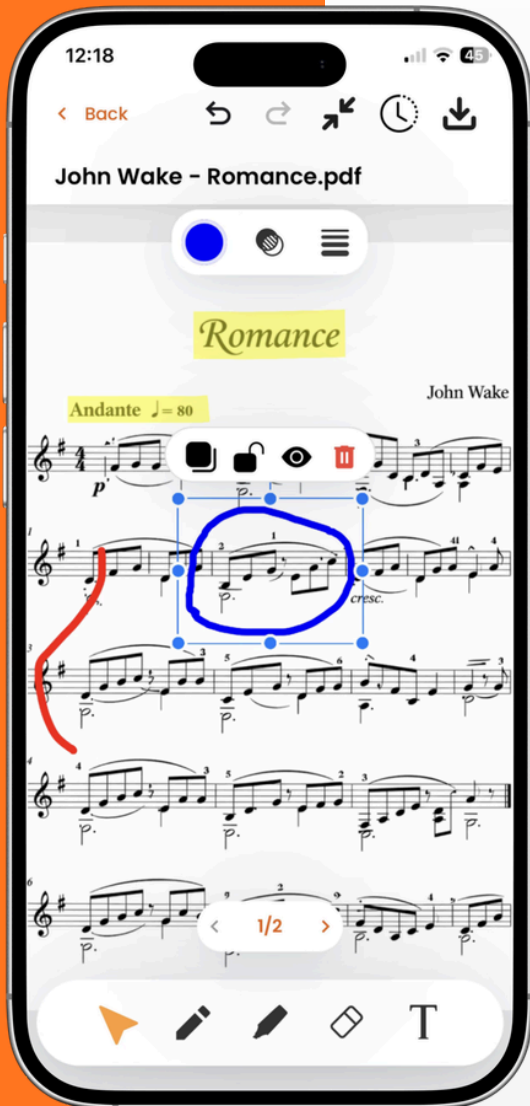 12:18
45
Back
John Wake - Romance.pdf
Romance
John Wake
Andante ♩= 80
p
cresc.
1/2
T